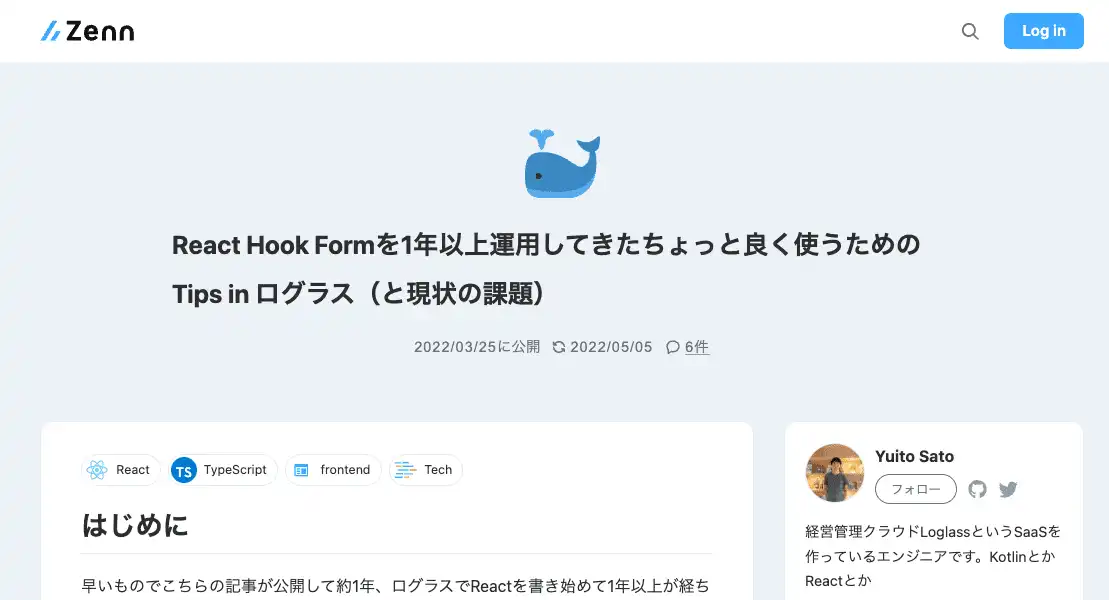 Zenn
Log in
React Hook Formを1年以上運用してきたちょっと良く使うための
Tips in ログラス（と現状の課題）
2022/03/25に公開 2022/05/05 6件
React TypeScript frontend Tech
はじめに
早いものでこちらの記事が公開して約1年、ログラスでReactを書き始めて1年以上が経ち
Yuito Sato
フォロー
経営管理クラウドLoglassというSaaSを
作っているエンジニアです。Kotlinとか
Reactとか